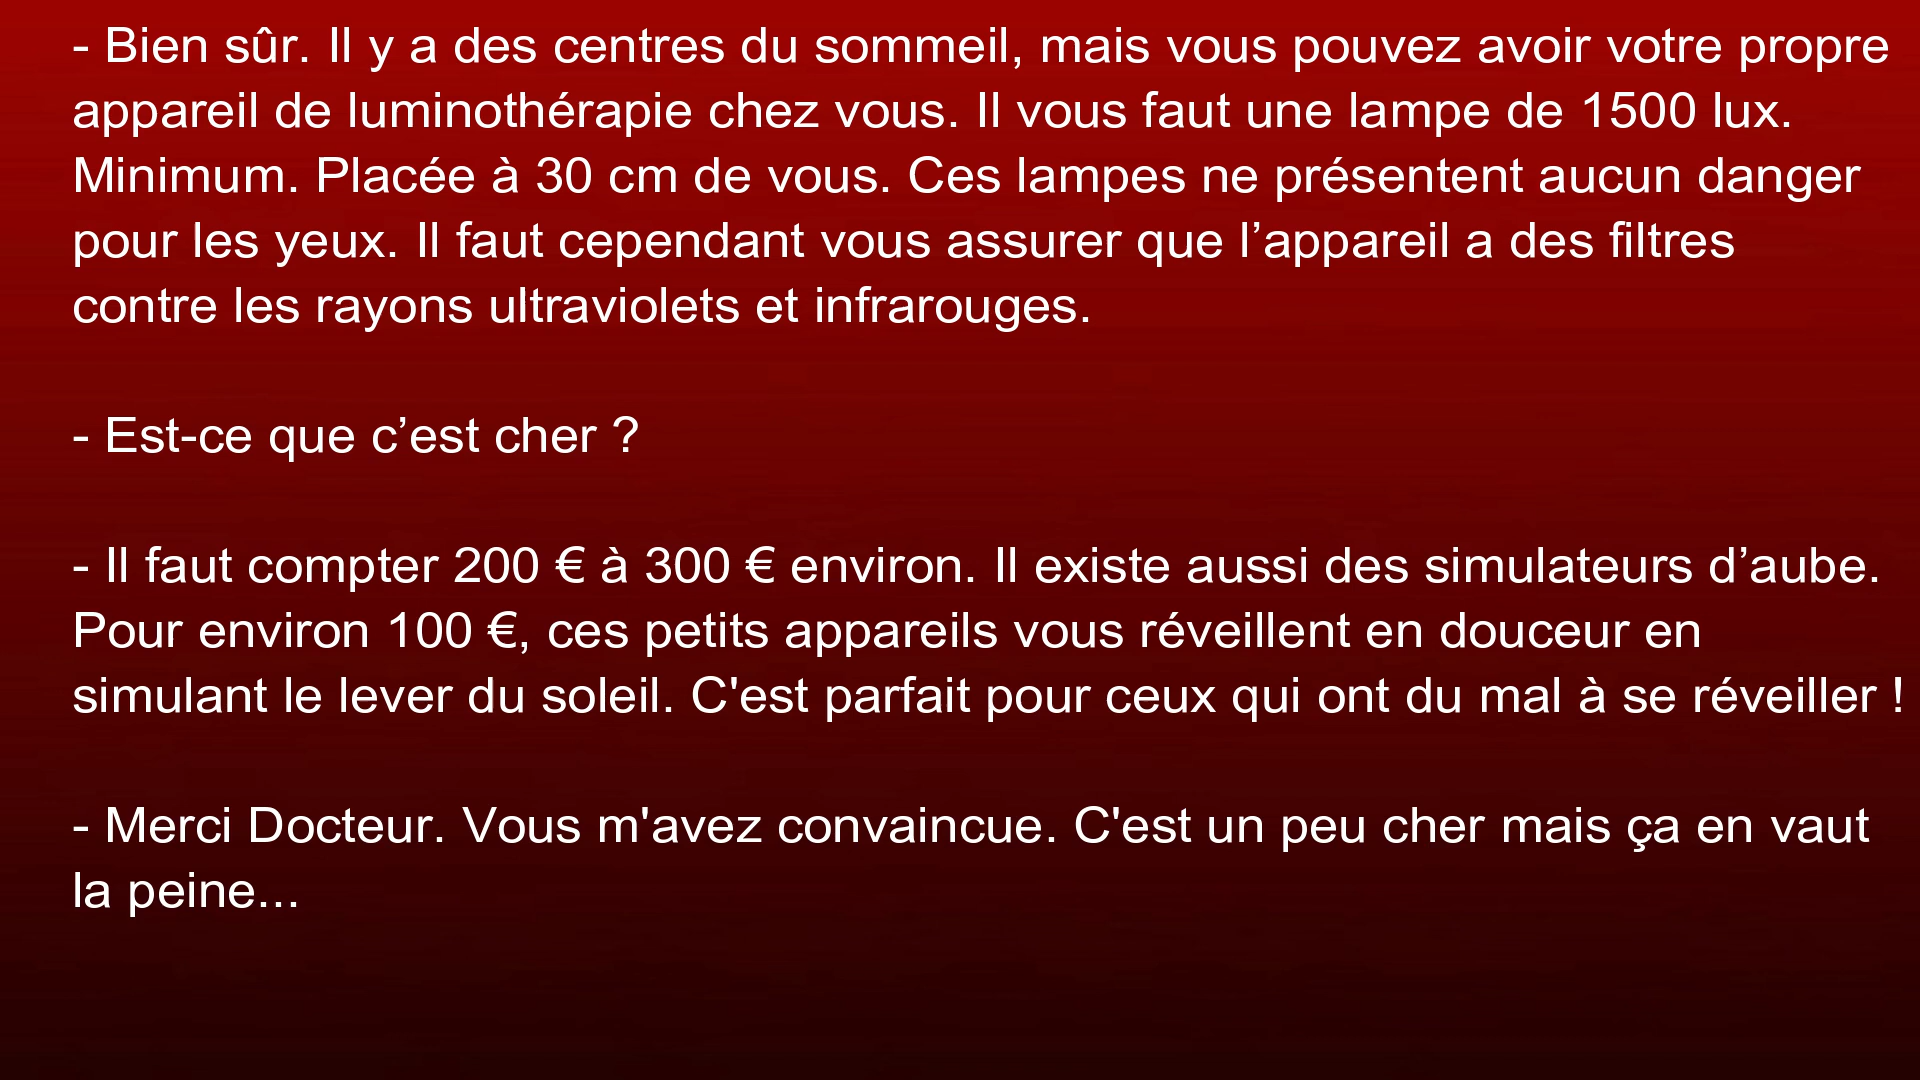 - Bien sûr. Il y a des centres du sommeil, mais vous pouvez avoir votre propre
appareil de luminothérapie chez vous. Il vous faut une lampe de 1500 lux.
Minimum. Placée à 30 cm de vous. Ces lampes ne présentent aucun danger
pour les yeux. Il faut cependant vous assurer que l’appareil a des filtres
contre les rayons ultraviolets et infrarouges.
- Est-ce que c’est cher ?
- Il faut compter 200 € à 300 € environ. Il existe aussi des simulateurs d’aube.
Pour environ 100 €, ces petits appareils vous réveillent en douceur en
simulant le lever du soleil. C'est parfait pour ceux qui ont du mal à se réveiller !
- Merci Docteur. Vous m'avez convaincue. C'est un peu cher mais ça en vaut
la peine...